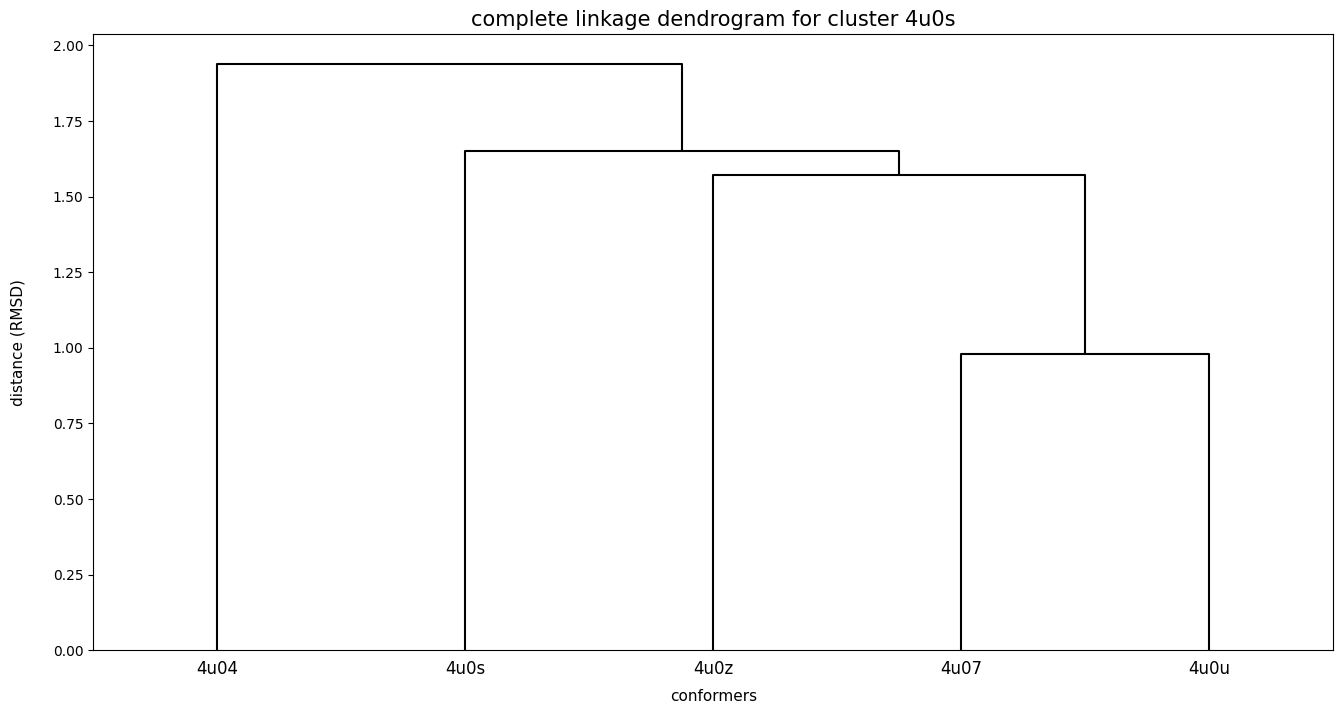 complete linkage dendrogram for cluster 4u0s
2.00
1.75
1.50
1.25
1.00
0.75
0.50
0.25
0.00
distance (RMSD)
4u04 4u0s 4u0z 4u07 4u0u
conformers